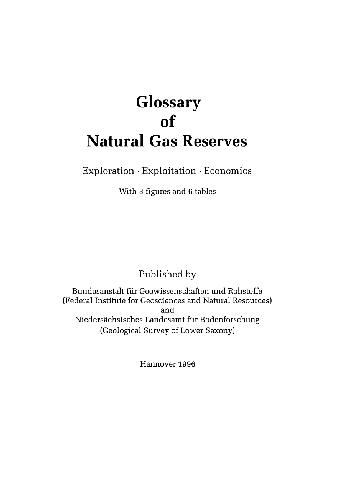 Glossary
of
Natural Gas Reserves
Exploration · Exploitation · Economics
With 8 figures and 6 tables
Published by
Bundesanstalt für Geowissenschaften und Rohstoffe
(Federal Institute for Geosciences and Natural Resources)
and
Niedersächsisches Landesamt für Bodenforschung
(Geological Survey of Lower Saxony)
Hannover 1996